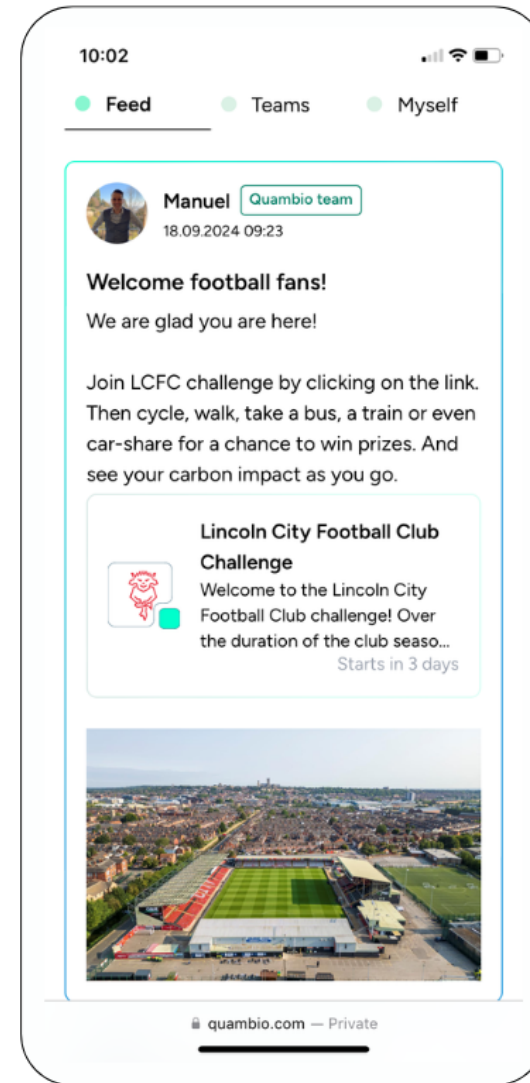 10:02
Feed
Teams
Myself
Manuel
Quambio team
18.09.2024 09:23
Welcome football fans!
We are glad you are here!
Join LCFC challenge by clicking on the link.
Then cycle, walk, take a bus, a train or even
car-share for a chance to win prizes. And
see your carbon impact as you go.
Lincoln City Football Club
Challenge
Welcome to the Lincoln City
Football Club challenge! Over
the duration of the club seaso...
Starts in 3 days
quambio.com — Private